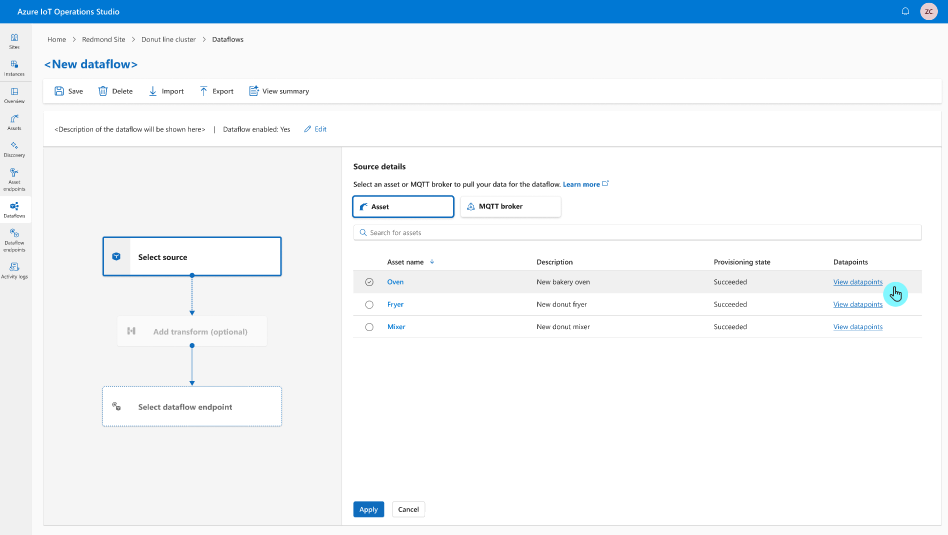 Azure IoT Operations Studio
ZC
Home > Redmond Site > Donut line cluster > Dataflows
<New dataflow>
Save Delete Import Export View summary
<Description of the dataflow will be shown here> | Dataflow enabled: Yes Edit
Sites
Instances
Overview
Assets
Discovery
Asset
endpoints
Dataflows
Dataflow
endpoints
Activity logs
Select source
Add transform (optional)
Select dataflow endpoint
Source details
Select an asset or MQTT broker to pull your data for the dataflow. Learn more
Asset MQTT broker
Search for assets
Asset name ↓ Description Provisioning state Datapoints
Oven New bakery oven Succeeded View datapoints
Fryer New donut fryer Succeeded View datapoints
Mixer New donut mixer Succeeded View datapoints
Apply Cancel